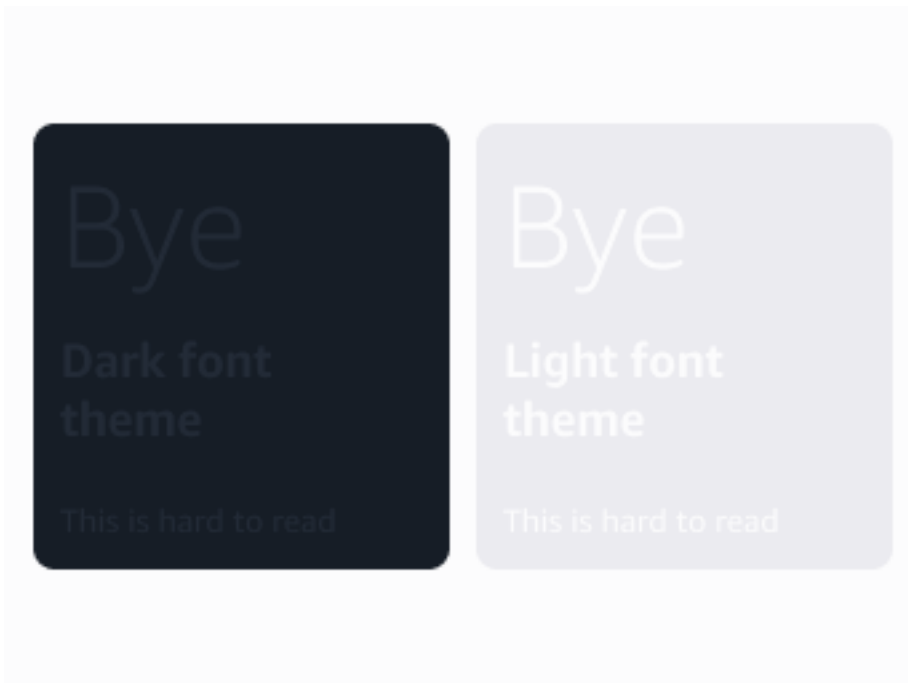 Bye
Dark font
theme
This is hard to read
Bye
Light font
theme
This is hard to read